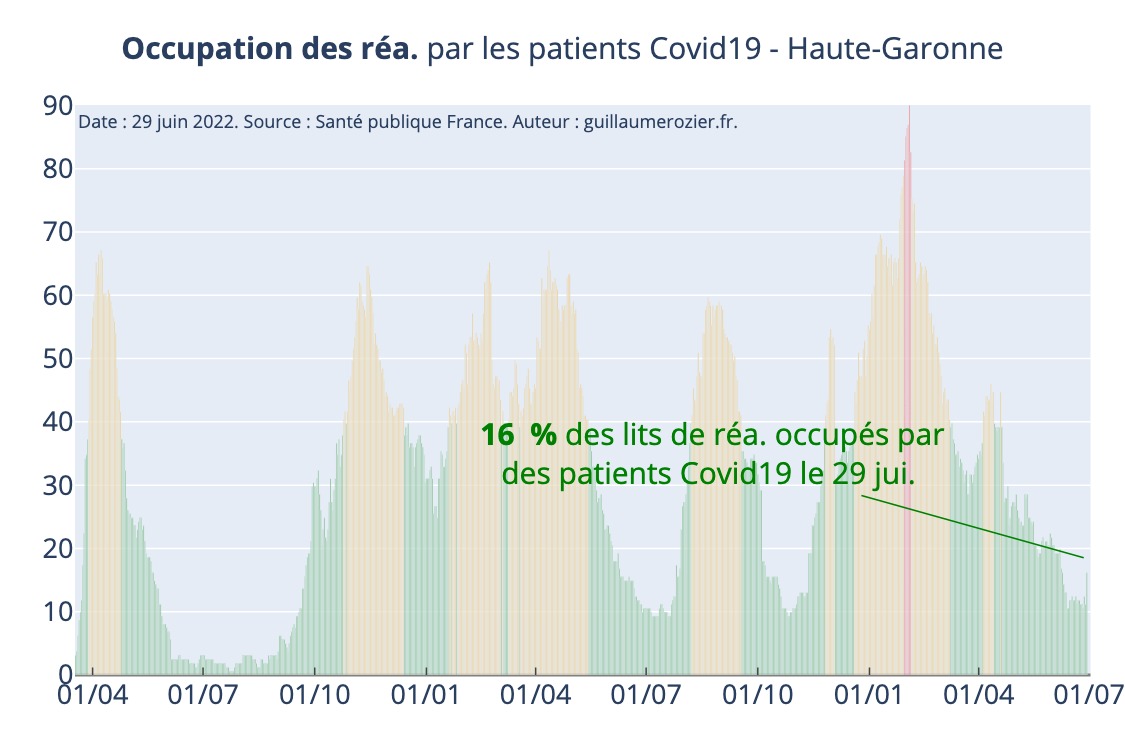 Occupation des réa. par les patients Covid19 - Haute-Garonne
90
Date : 29 juin 2022. Source : Santé publique France. Auteur : guillaumerozier.fr.
80
70
60
50
40
16 % des lits de réa. occupés par
des patients Covid19 le 29 jui.
30
20
10
0
01/04 01/07 01/10 01/01 01/04 01/07 01/10 01/01 01/04 01/07